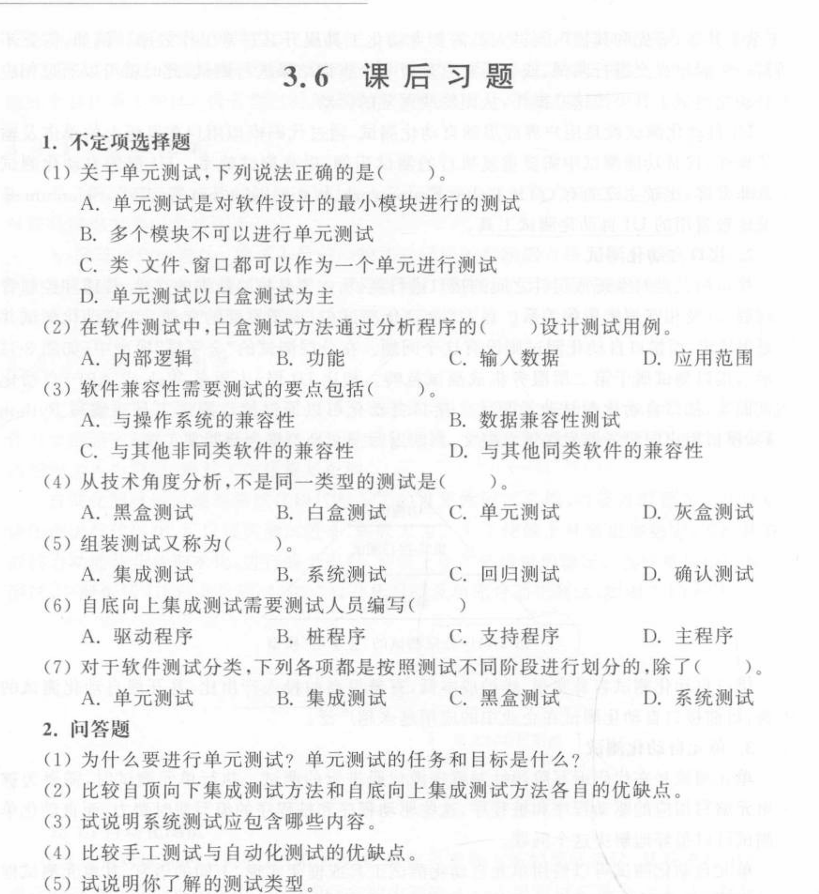 3.6 课后习题
1. 不定项选择题
(1) 关于单元测试,下列说法正确的是( )。
A. 单元测试是对软件设计的最小模块进行的测试
B. 多个模块不可以进行单元测试
C. 类、文件、窗口都可以作为一个单元进行测试
D. 单元测试以白盒测试为主
(2) 在软件测试中,白盒测试方法通过分析程序的( )设计测试用例。
A. 内部逻辑 B. 功能 C. 输入数据 D. 应用范围
(3) 软件兼容性需要测试的要点包括( )。
A. 与操作系统的兼容性 B. 数据兼容性测试
C. 与其他非同类软件的兼容性 D. 与其他同类软件的兼容性
(4) 从技术角度分析,不是同一类型的测试是( )。
A. 黑盒测试 B. 白盒测试 C. 单元测试 D. 灰盒测试
(5) 组装测试又称为( )。
A. 集成测试 B. 系统测试 C. 回归测试 D. 确认测试
(6) 自底向上集成测试需要测试人员编写( )
A. 驱动程序 B. 桩程序 C. 支持程序 D. 主程序
(7) 对于软件测试分类,下列各项都是按照测试不同阶段进行划分的,除了( )。
A. 单元测试 B. 集成测试 C. 黑盒测试 D. 系统测试
2. 问答题
(1) 为什么要进行单元测试? 单元测试的任务和目标是什么?
(2) 比较自顶向下集成测试方法和自底向上集成测试方法各自的优缺点。
(3) 试说明系统测试应包含哪些内容。
(4) 比较手工测试与自动化测试的优缺点。
(5) 试说明你了解的测试类型。